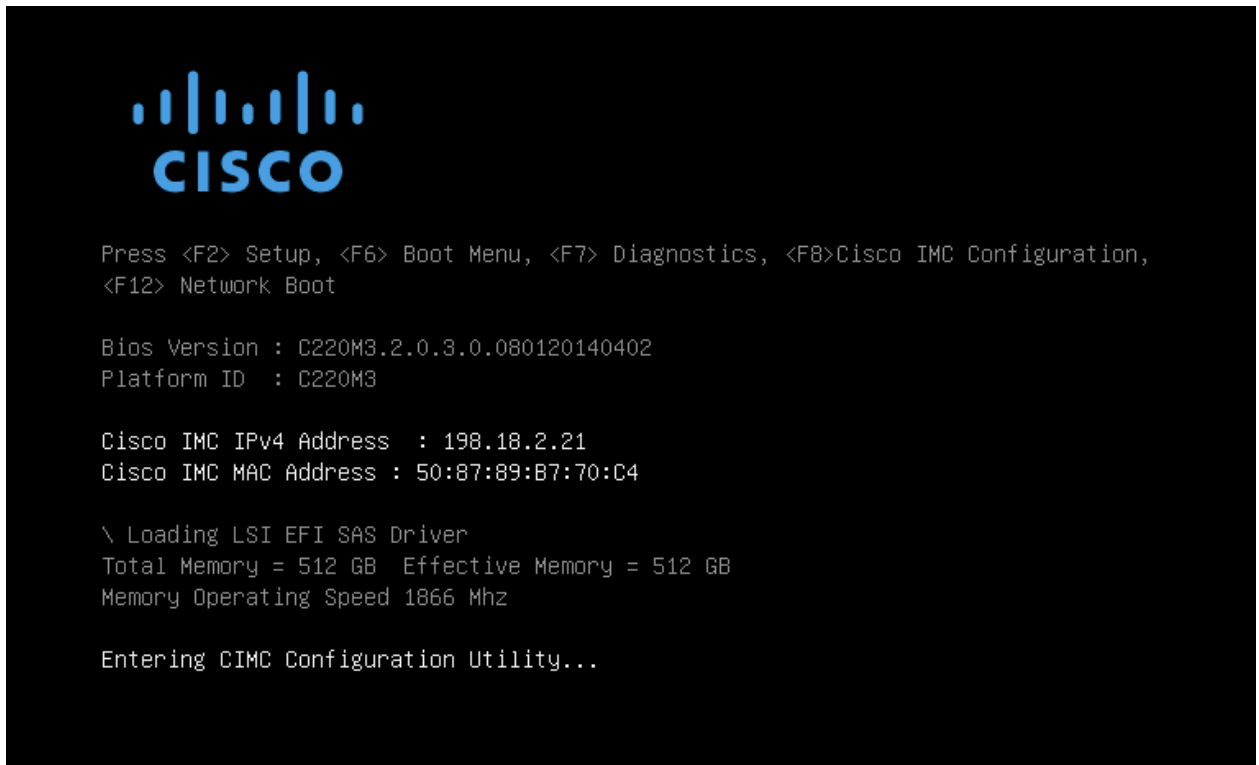 CISCO
Press <F2> Setup, <F6> Boot Menu, <F7> Diagnostics, <F8>Cisco IMC Configuration,
<F12> Network Boot
Bios Version : C220M3.2.0.3.0.080120140402
Platform ID  : C220M3
Cisco IMC IPv4 Address  : 198.18.2.21
Cisco IMC MAC Address : 50:87:89:B7:70:C4
\ Loading LSI EFI SAS Driver
Total Memory = 512 GB  Effective Memory = 512 GB
Memory Operating Speed 1866 Mhz
Entering CIMC Configuration Utility...